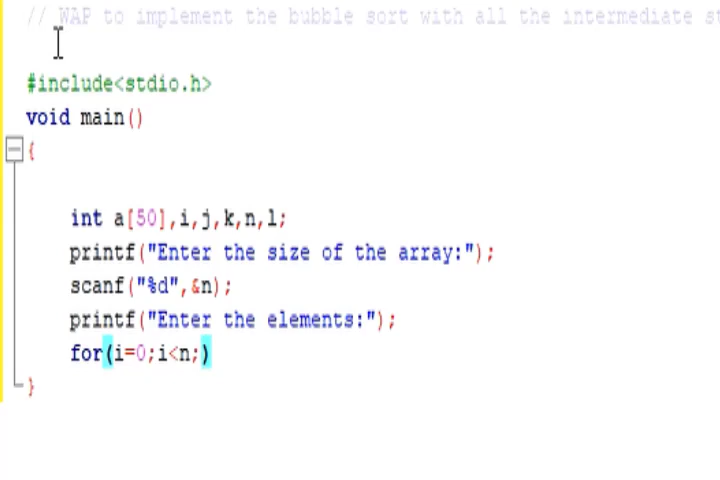 // WAP to implement the bubble sort with all the intermediate
#include<stdio.h>
void main()
{
int a[50],i,j,k,n,l;
printf("Enter the size of the array:");
scanf("%d",&n);
printf("Enter the elements:");
for(i=0;i<n;)
}